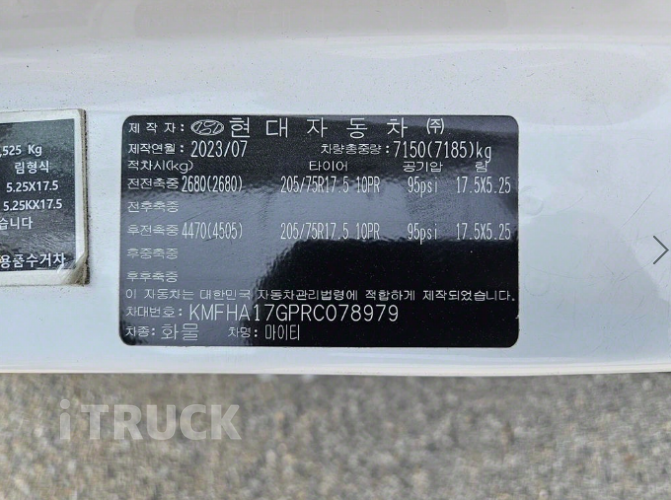 ,525 Kg
림형식
5.25X17.5
5.25KX17.5
습니다
용품수거차
제 작 자 : 현 대 자 동 차 ㈜
제작연월: 2023/07 차량총중량: 7150(7185)kg
적차시(kg) 타이어 공기압 림
전전축중 2680(2680) 205/75R17.5-10PR 95psi 17.5X5.25
전후축중
후전축중 4470(4505) 205/75R17.5-10PR 95psi 17.5X5.25
후중축중
후후축중
이 자동차는 대한민국 자동차관리법령에 적합하게 제작되었습니다.
차대번호: KMFHA17GPRC078979
차종: 화물 차명: 마이티
iTRUCK